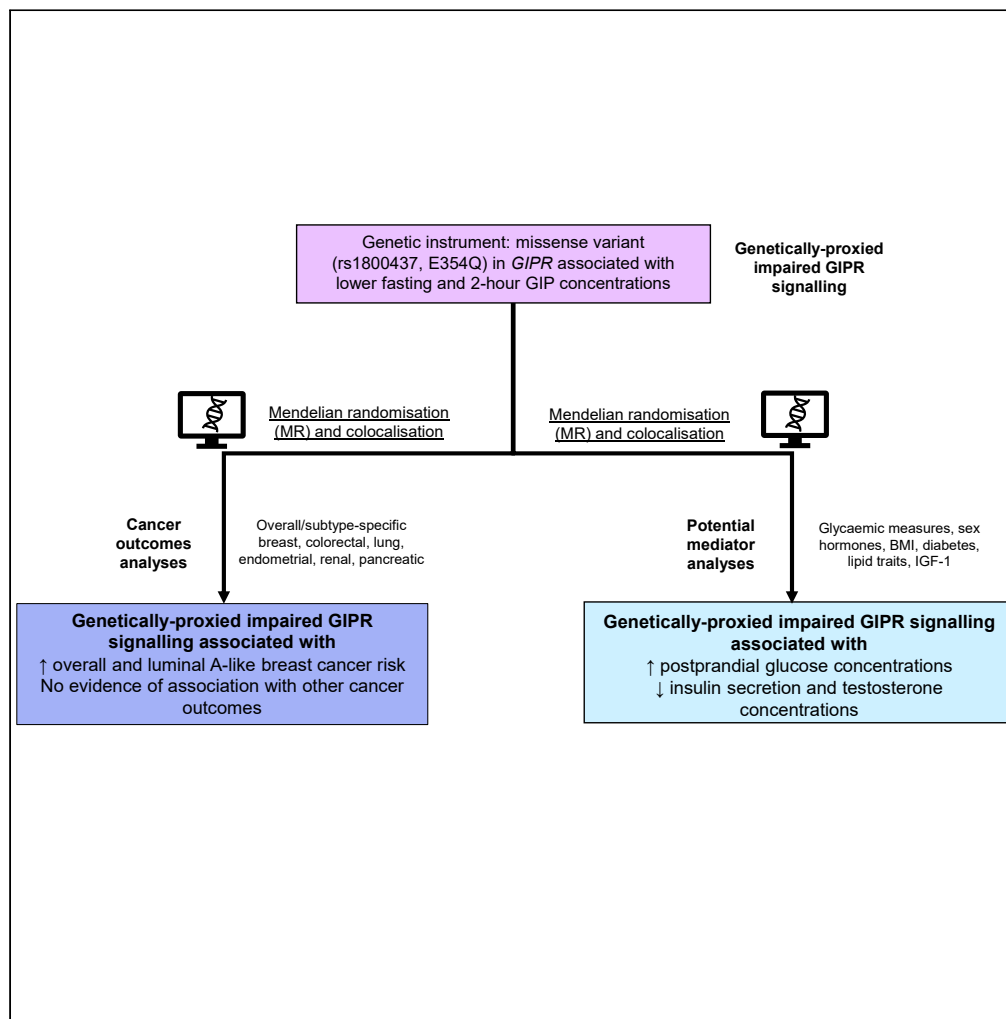 Genetic instrument: missense variant
(rs1800437, E354Q) in GIPR associated with
lower fasting and 2-hour GIP concentrations
Genetically-proxied
impaired GIPR
signalling
Mendelian randomisation
(MR) and colocalisation
Mendelian randomisation
(MR) and colocalisation
Cancer
outcomes
analyses
Overall/subtype-specific
breast, colorectal, lung,
endometrial, renal, pancreatic
Potential
mediator
analyses
Glycaemic measures, sex
hormones, BMI, diabetes,
lipid traits, IGF-1
Genetically-proxied impaired GIPR
signalling associated with
↑ overall and luminal A-like breast cancer risk
No evidence of association with other cancer
outcomes
Genetically-proxied impaired GIPR signalling
associated with
↑ postprandial glucose concentrations
↓ insulin secretion and testosterone
concentrations